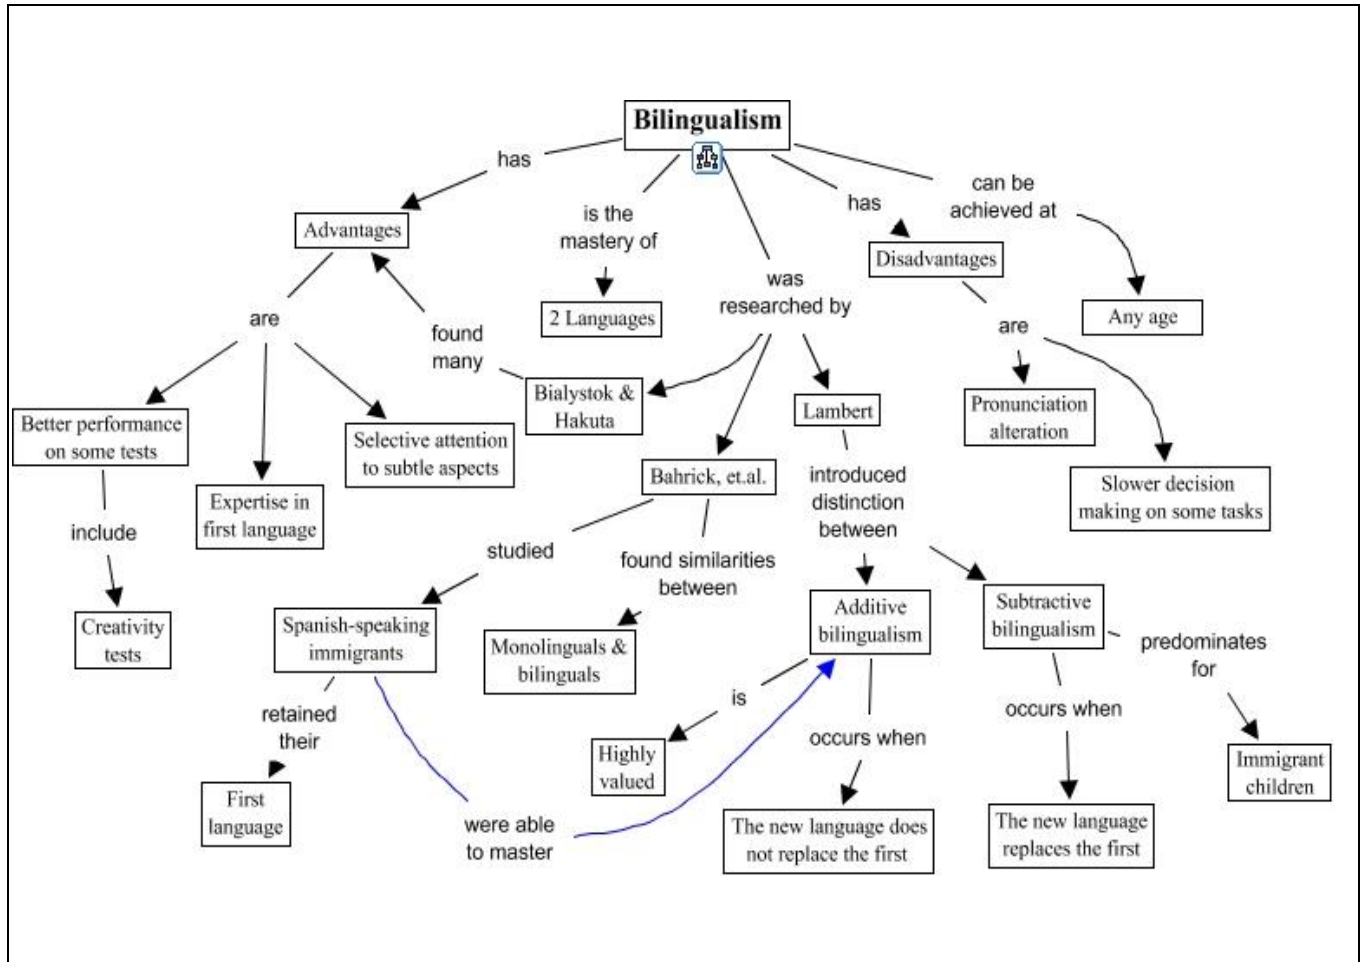 Bilingualism
has
is the
mastery of
was
researched by
has
can be
achieved at
Advantages
2 Languages
Disadvantages
Any age
are
found
many
Bialystok &
Hakuta
Lambert
are
Pronunciation
alteration
Slower decision
making on some tasks
Better performance
on some tests
Expertise in
first language
Selective attention
to subtle aspects
include
Creativity
tests
Bahrick, et.al.
studied
found similarities
between
introduced
distinction
between
Spanish-speaking
immigrants
Monolinguals &
bilinguals
Additive
bilingualism
Subtractive
bilingualism
predominates
for
retained
their
First
language
were able
to master
is
Highly
valued
occurs when
The new language does
not replace the first
occurs when
The new language
replaces the first
Immigrant
children